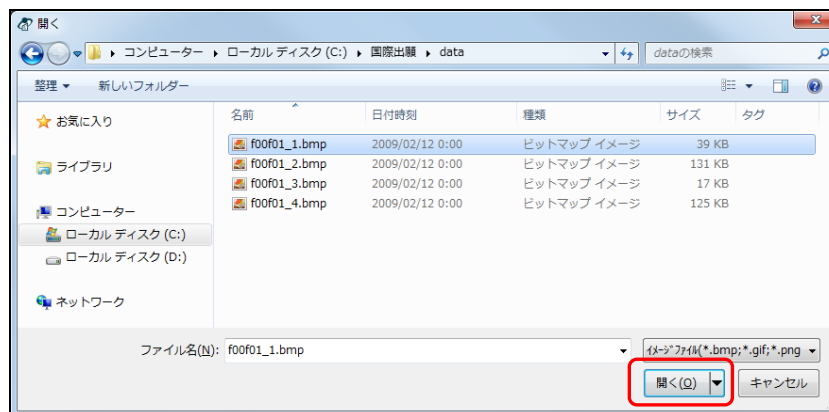 開く
コンピューター ▸ ローカル ディスク (C:) ▸ 国際出願 ▸ data
dataの検索
整理 新しいフォルダー
お気に入り
ライブラリ
コンピューター
ローカル ディスク (C:)
ローカル ディスク (D:)
ネットワーク
名前 日付時刻 種類 サイズ タグ
f00f01_1.bmp 2009/02/12 0:00 ビットマップ イメージ 39 KB
f00f01_2.bmp 2009/02/12 0:00 ビットマップ イメージ 131 KB
f00f01_3.bmp 2009/02/12 0:00 ビットマップ イメージ 17 KB
f00f01_4.bmp 2009/02/12 0:00 ビットマップ イメージ 125 KB
ファイル名(N): f00f01_1.bmp
ｲﾒｰｼﾞﾌｧｲﾙ(*.bmp;*.gif;*.png
開く(O) キャンセル